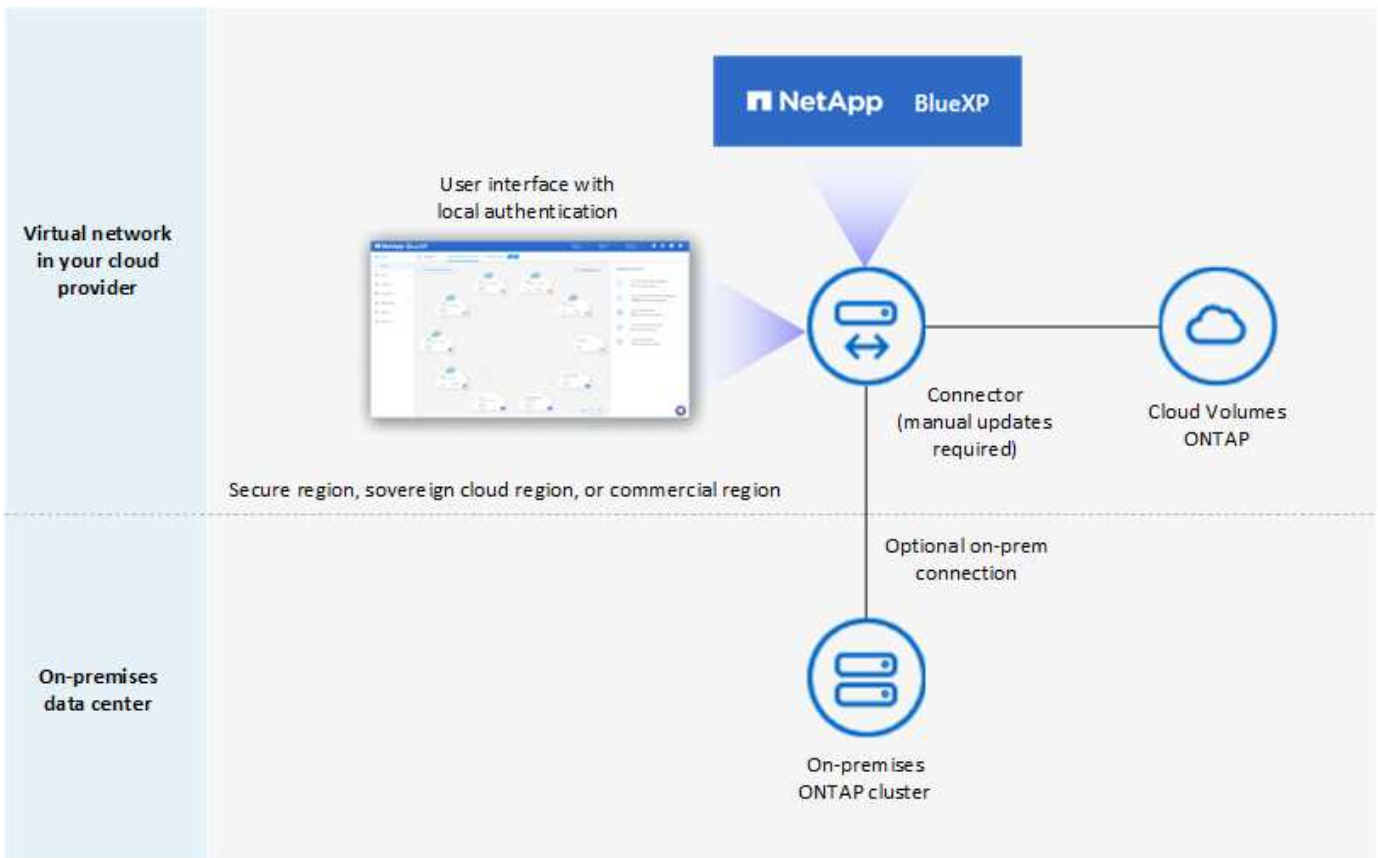 NetApp BlueXP
User interface with
local authentication
Virtual network
in your cloud
provider
Connector
(manual updates
required)
Cloud Volumes
ONTAP
Secure region, sovereign cloud region, or commercial region
Optional on-prem
connection
On-premises
data center
On-premises
ONTAP cluster